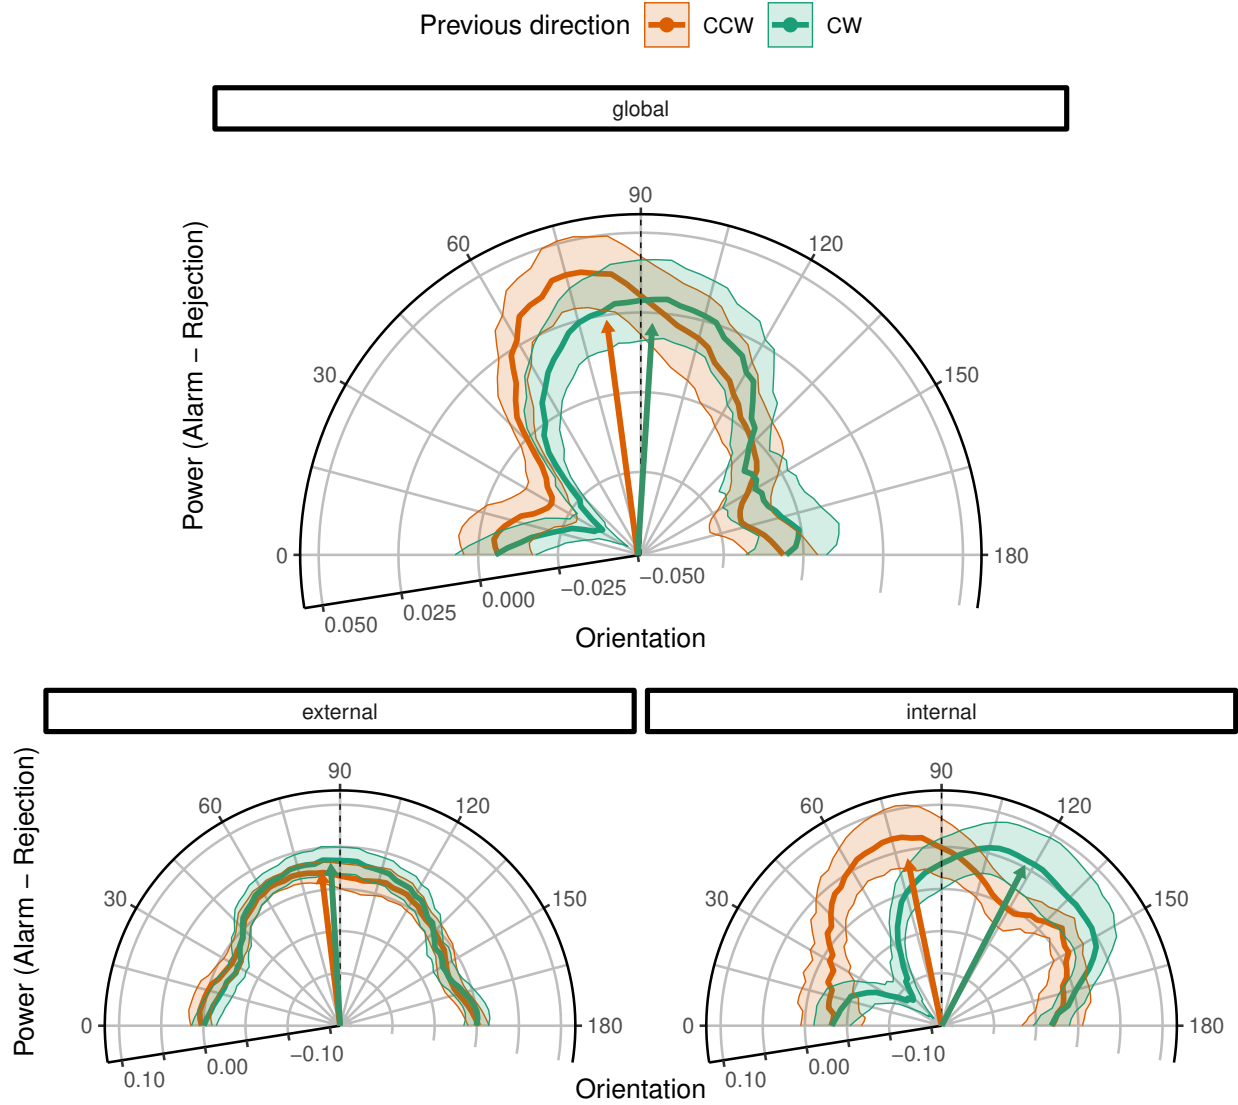 Previous direction CCW CW
global
Power (Alarm − Rejection)
90
60 120
30 150
0 180
0.050 0.025 0.000 −0.025 −0.050
Orientation
external internal
Power (Alarm − Rejection)
90 90
60 120 60 120
30 150 30 150
0 180 0 180
0.10 0.00 −0.10 0.10 0.00 −0.10
Orientation